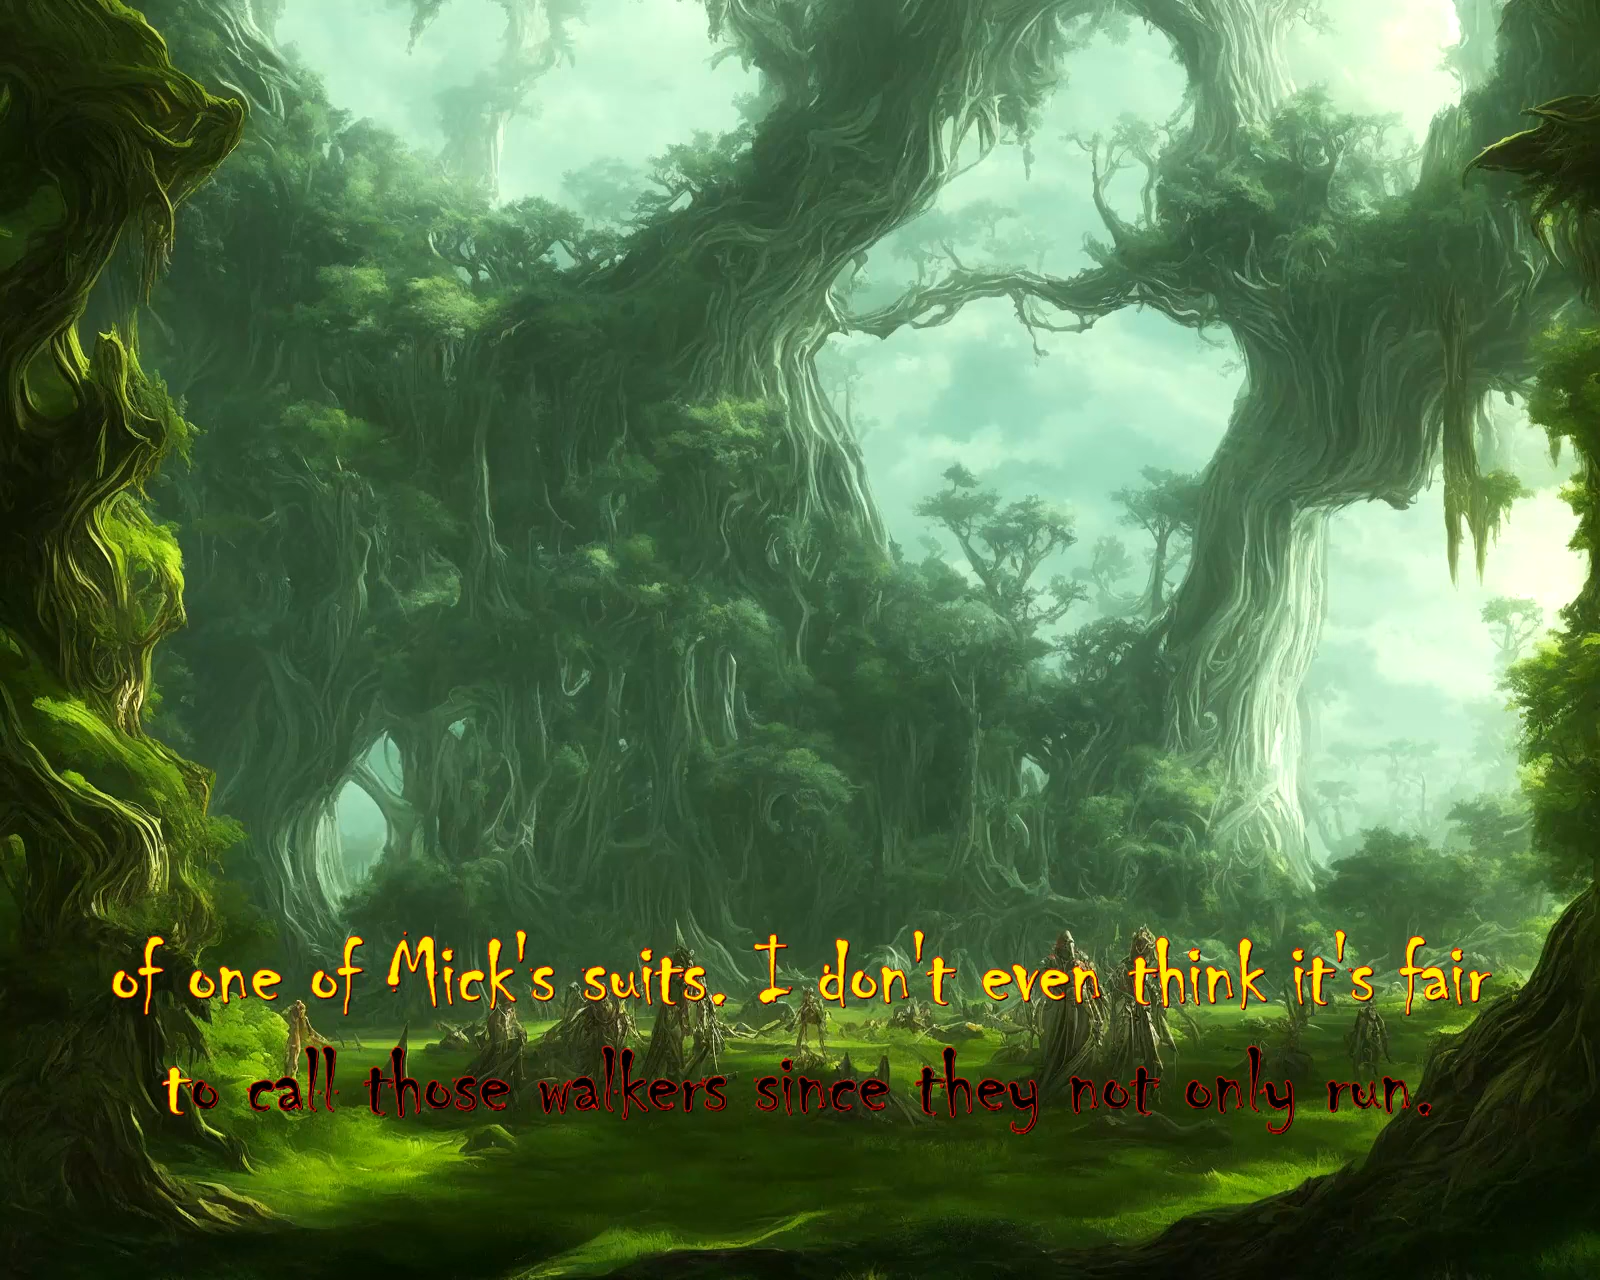 of one of Mick's suits. I don't even think it's fair
to call those walkers since they not only run.